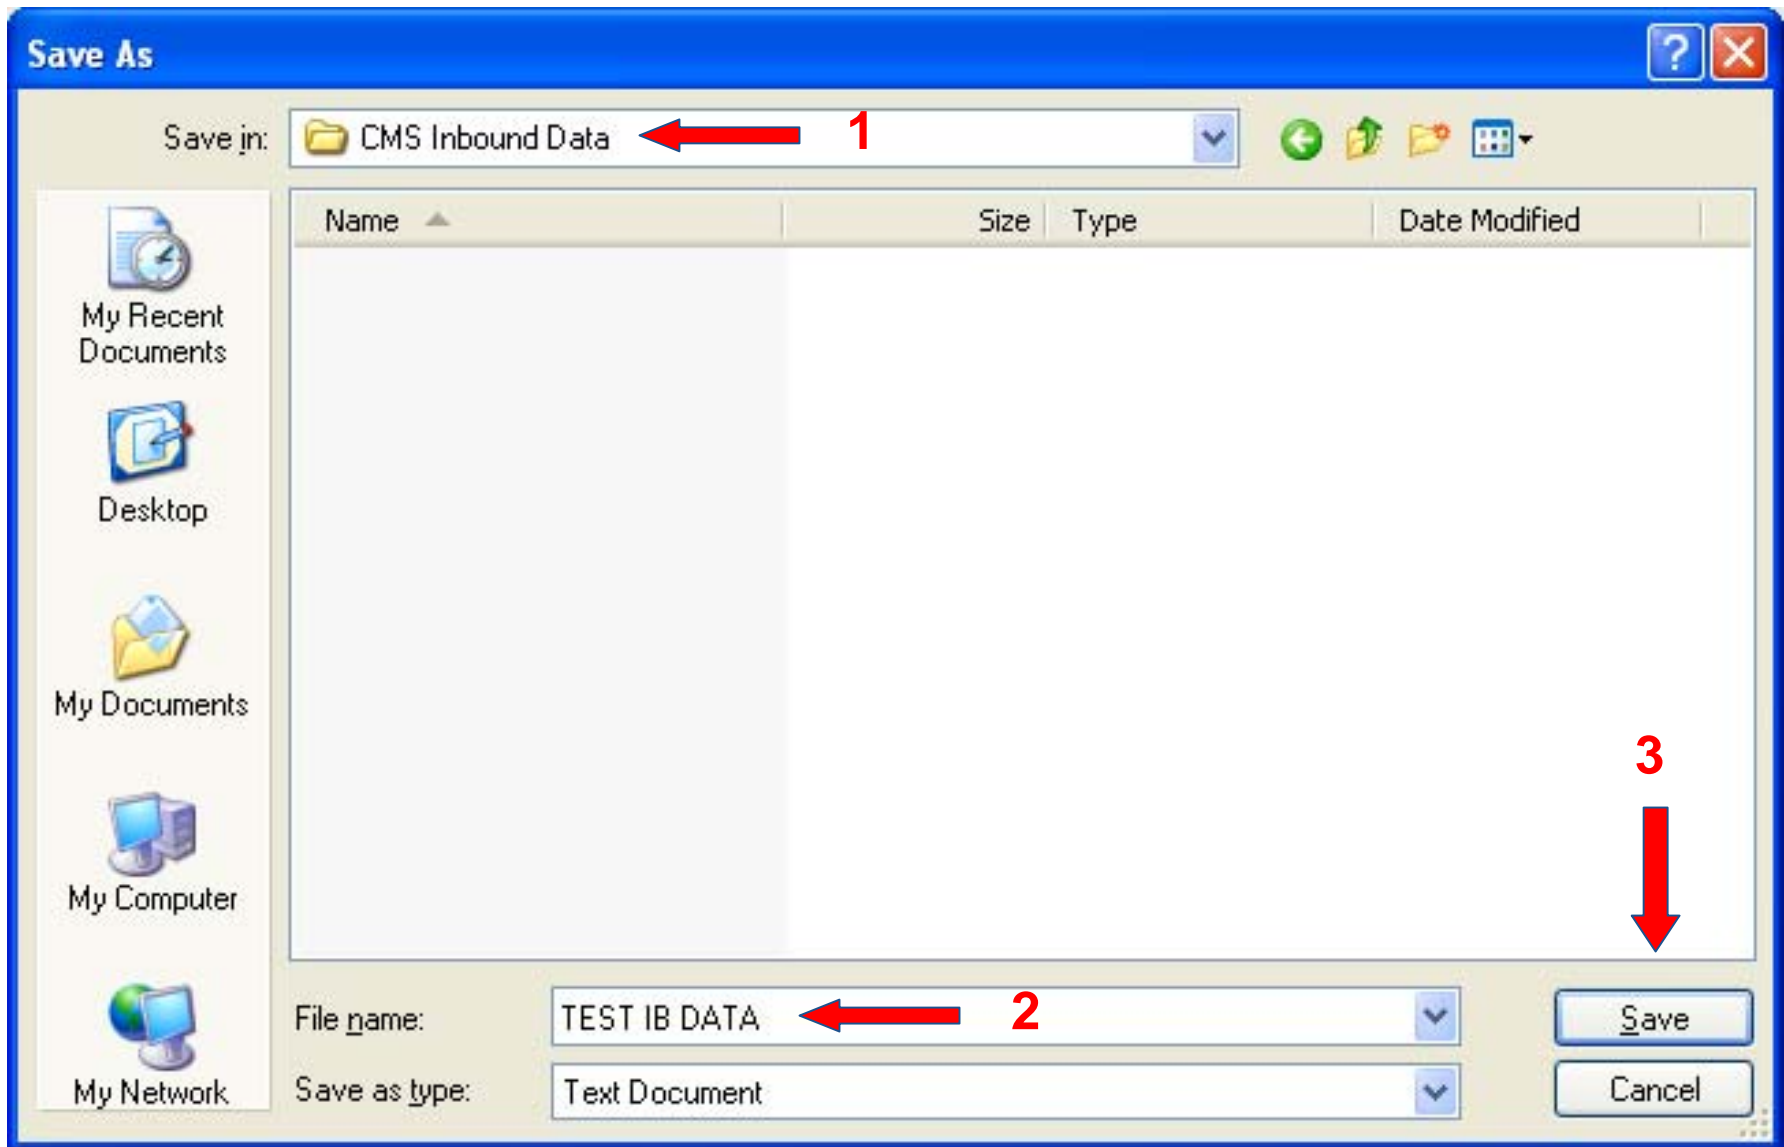 Save As
?
Save in:
CMS Inbound Data
1
Name
Size
Type
Date Modified
My Recent
Documents
Desktop
My Documents
My Computer
My Network
3
File name:
TEST IB DATA
2
Save
Save as type:
Text Document
Cancel